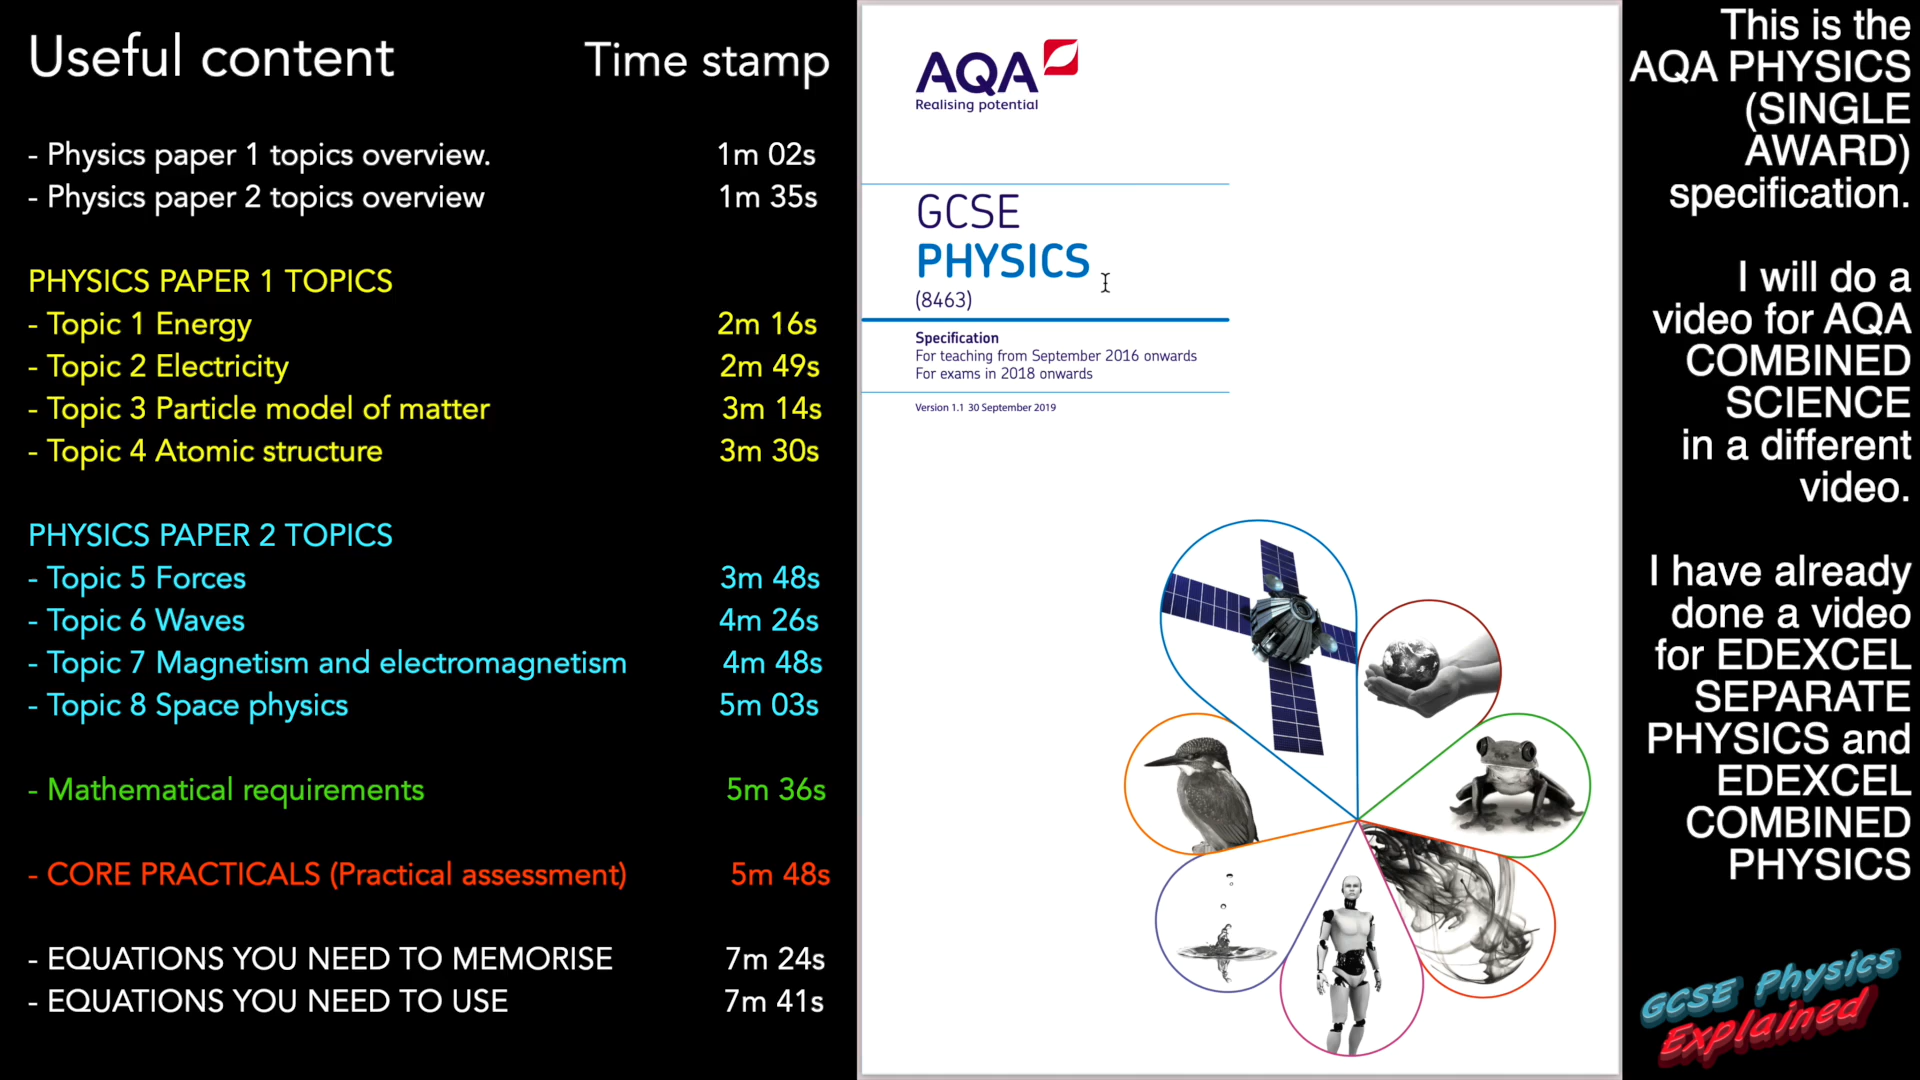 Useful content Time stamp
- Physics paper 1 topics overview. 1m 02s
- Physics paper 2 topics overview 1m 35s
PHYSICS PAPER 1 TOPICS
- Topic 1 Energy 2m 16s
- Topic 2 Electricity 2m 49s
- Topic 3 Particle model of matter 3m 14s
- Topic 4 Atomic structure 3m 30s
PHYSICS PAPER 2 TOPICS
- Topic 5 Forces 3m 48s
- Topic 6 Waves 4m 26s
- Topic 7 Magnetism and electromagnetism 4m 48s
- Topic 8 Space physics 5m 03s
- Mathematical requirements 5m 36s
- CORE PRACTICALS (Practical assessment) 5m 48s
- EQUATIONS YOU NEED TO MEMORISE 7m 24s
- EQUATIONS YOU NEED TO USE 7m 41s
AQA
Realising potential
GCSE
PHYSICS
(8463)
Specification
For teaching from September 2016 onwards
For exams in 2018 onwards
Version 1.1 30 September 2019
This is the
AQA PHYSICS
(SINGLE
AWARD)
specification.
I will do a
video for AQA
COMBINED
SCIENCE
in a different
video.
I have already
done a video
for EDEXCEL
SEPARATE
PHYSICS and
EDEXCEL
COMBINED
PHYSICS
GCSE Physics
Explained